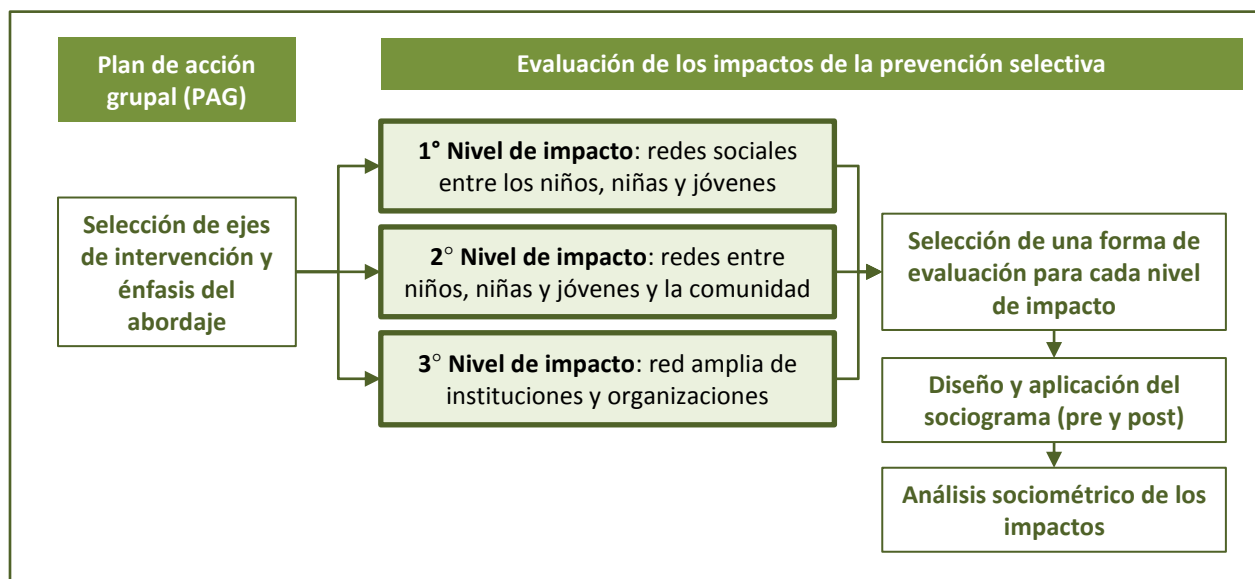 Plan de acción
grupal (PAG)
Evaluación de los impactos de la prevención selectiva
Selección de ejes
de intervención y
énfasis del
abordaje
1° Nivel de impacto: redes sociales
entre los niños, niñas y jóvenes
2° Nivel de impacto: redes entre
niños, niñas y jóvenes y la comunidad
3° Nivel de impacto: red amplia de
instituciones y organizaciones
Selección de una forma de
evaluación para cada nivel
de impacto
Diseño y aplicación del
sociograma (pre y post)
Análisis sociométrico de los
impactos